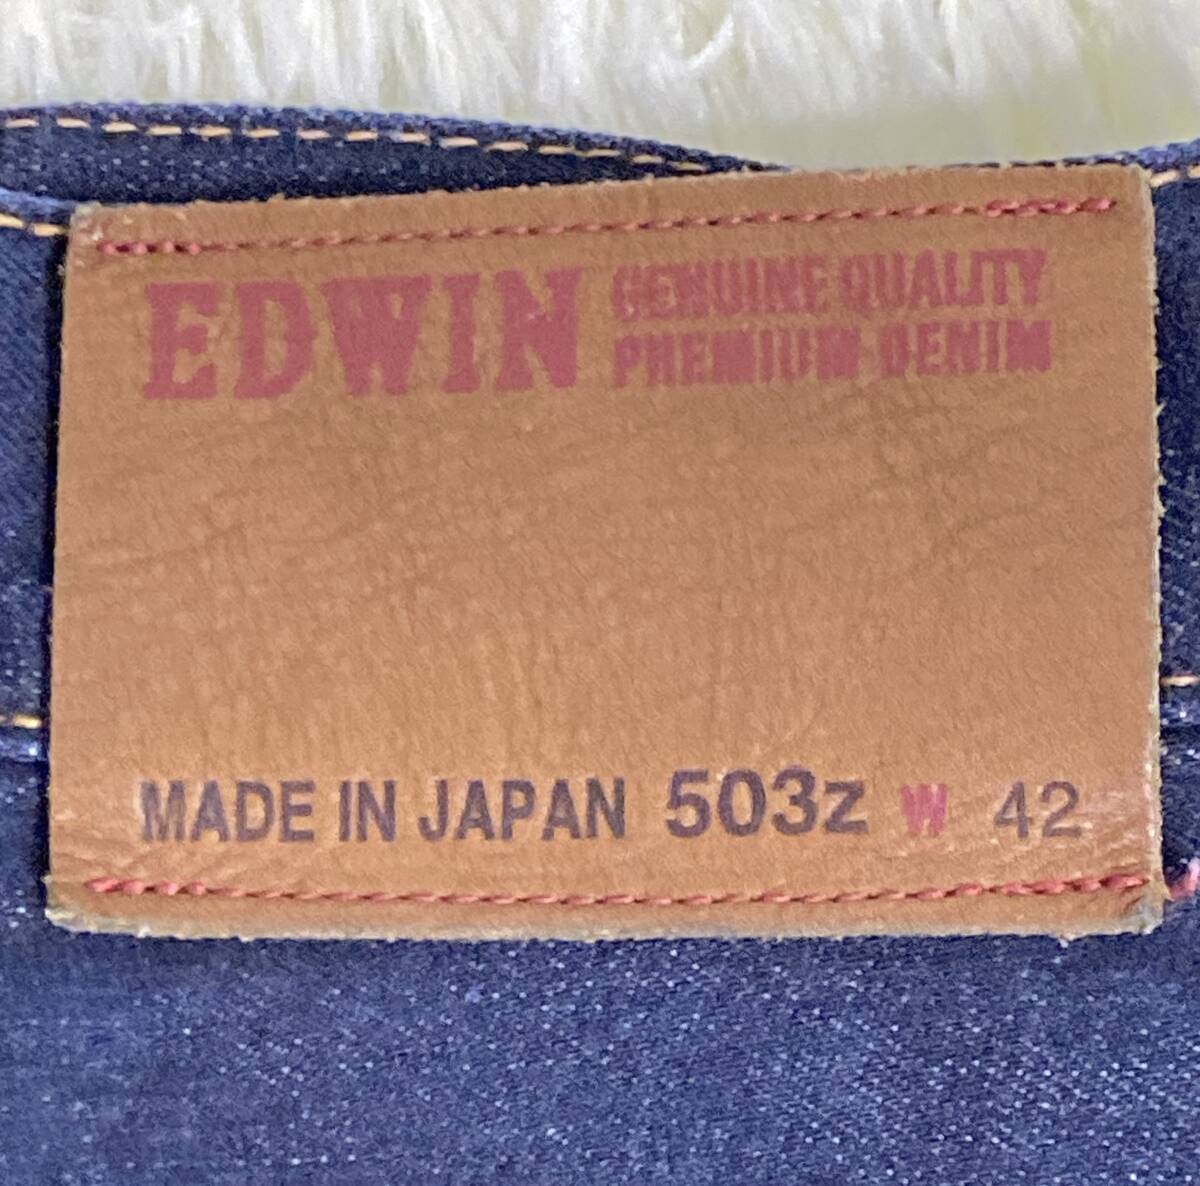 EDWIN GENUINE QUALITY
PREMIUM DENIM
MADE IN JAPAN 503z W 42